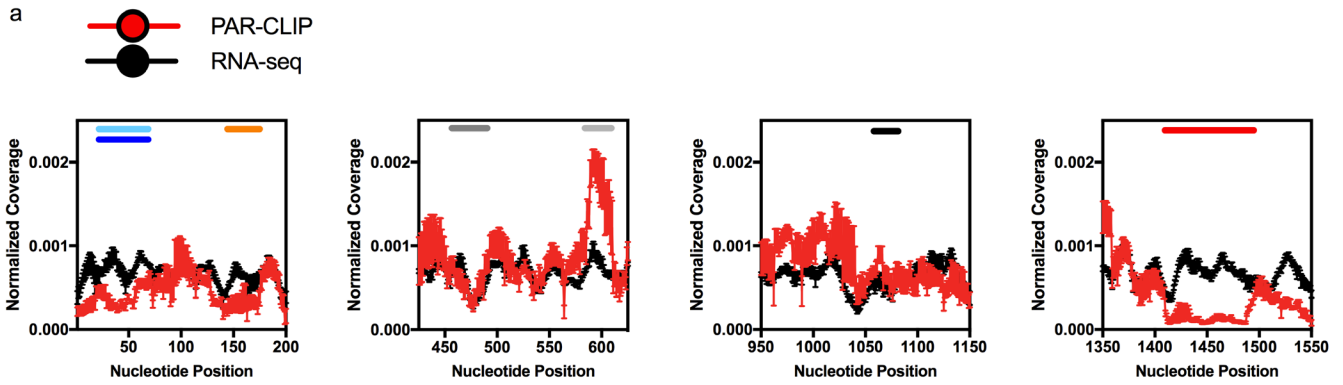 a
PAR-CLIP
RNA-seq
Normalized Coverage
0.002
0.001
0.000
50
100
150
200
Nucleotide Position
Normalized Coverage
0.002
0.001
0.000
450
500
550
600
Nucleotide Position
Normalized Coverage
0.002
0.001
0.000
950
1000
1050
1100
1150
Nucleotide Position
Normalized Coverage
0.002
0.001
0.000
1350
1400
1450
1500
1550
Nucleotide Position